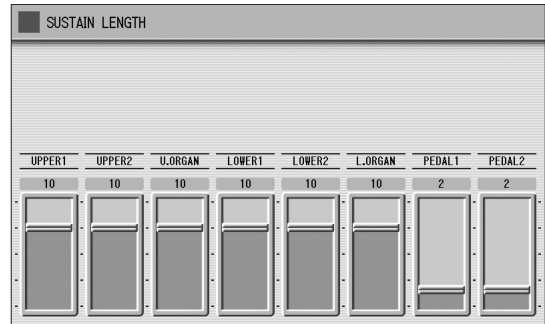 SUSTAIN LENGTH
UPPER1 UPPER2 U.ORGAN LOWER1 LOWER2 L.ORGAN PEDAL1 PEDAL2
10 10 10 10 10 10 2 2